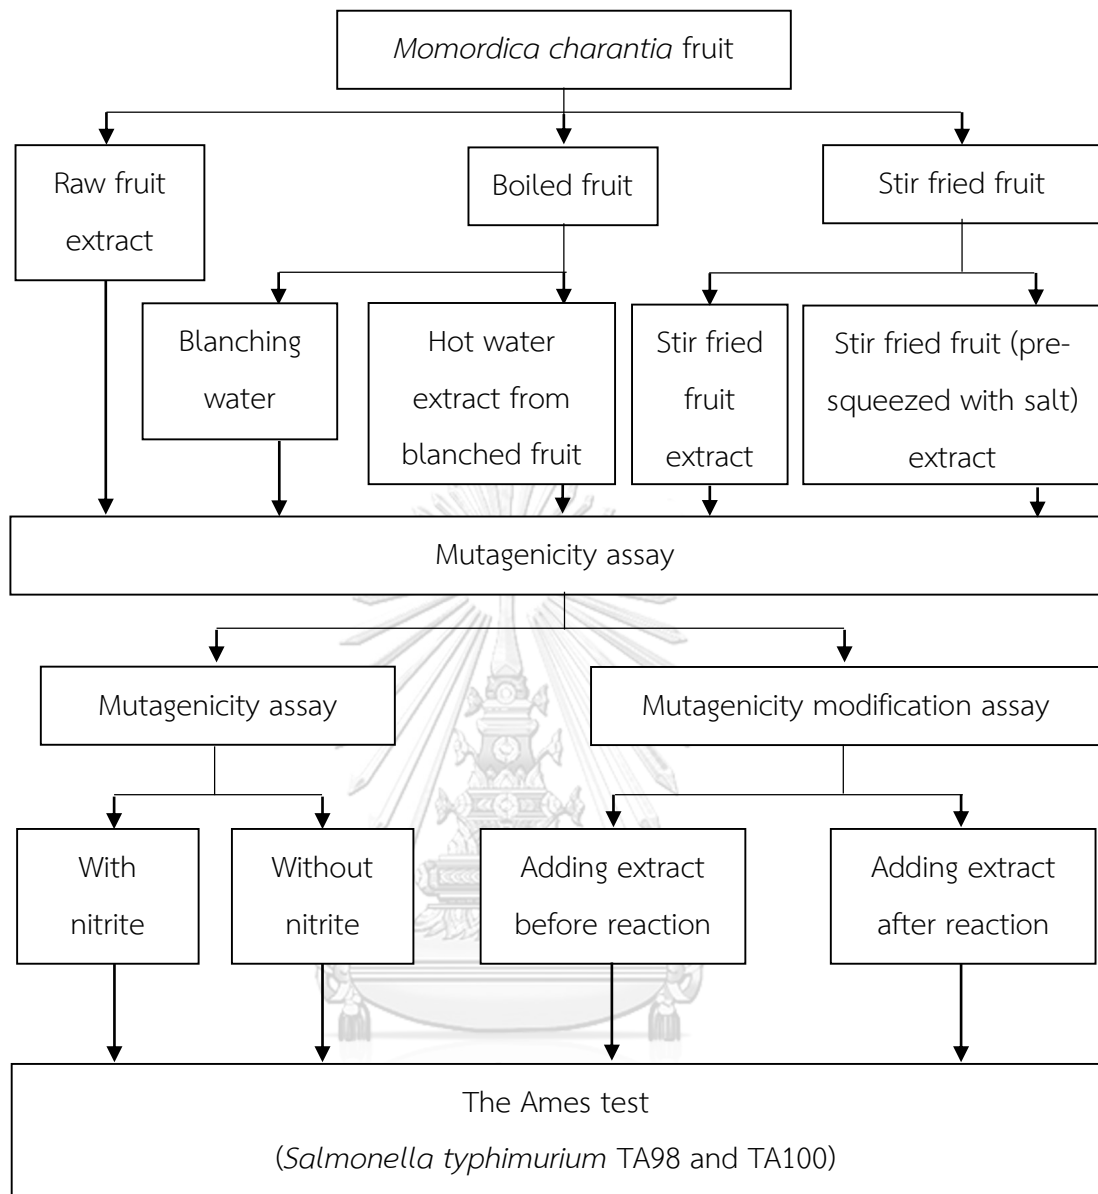 Momordica charantia fruit
Raw fruit
extract
Boiled fruit
Stir fried fruit
Blanching
water
Hot water
extract from
blanched fruit
Stir fried
fruit
extract
Stir fried fruit (pre-
squeezed with salt)
extract
Mutagenicity assay
Mutagenicity assay
Mutagenicity modification assay
With
nitrite
Without
nitrite
Adding extract
before reaction
Adding extract
after reaction
The Ames test
(Salmonella typhimurium TA98 and TA100)